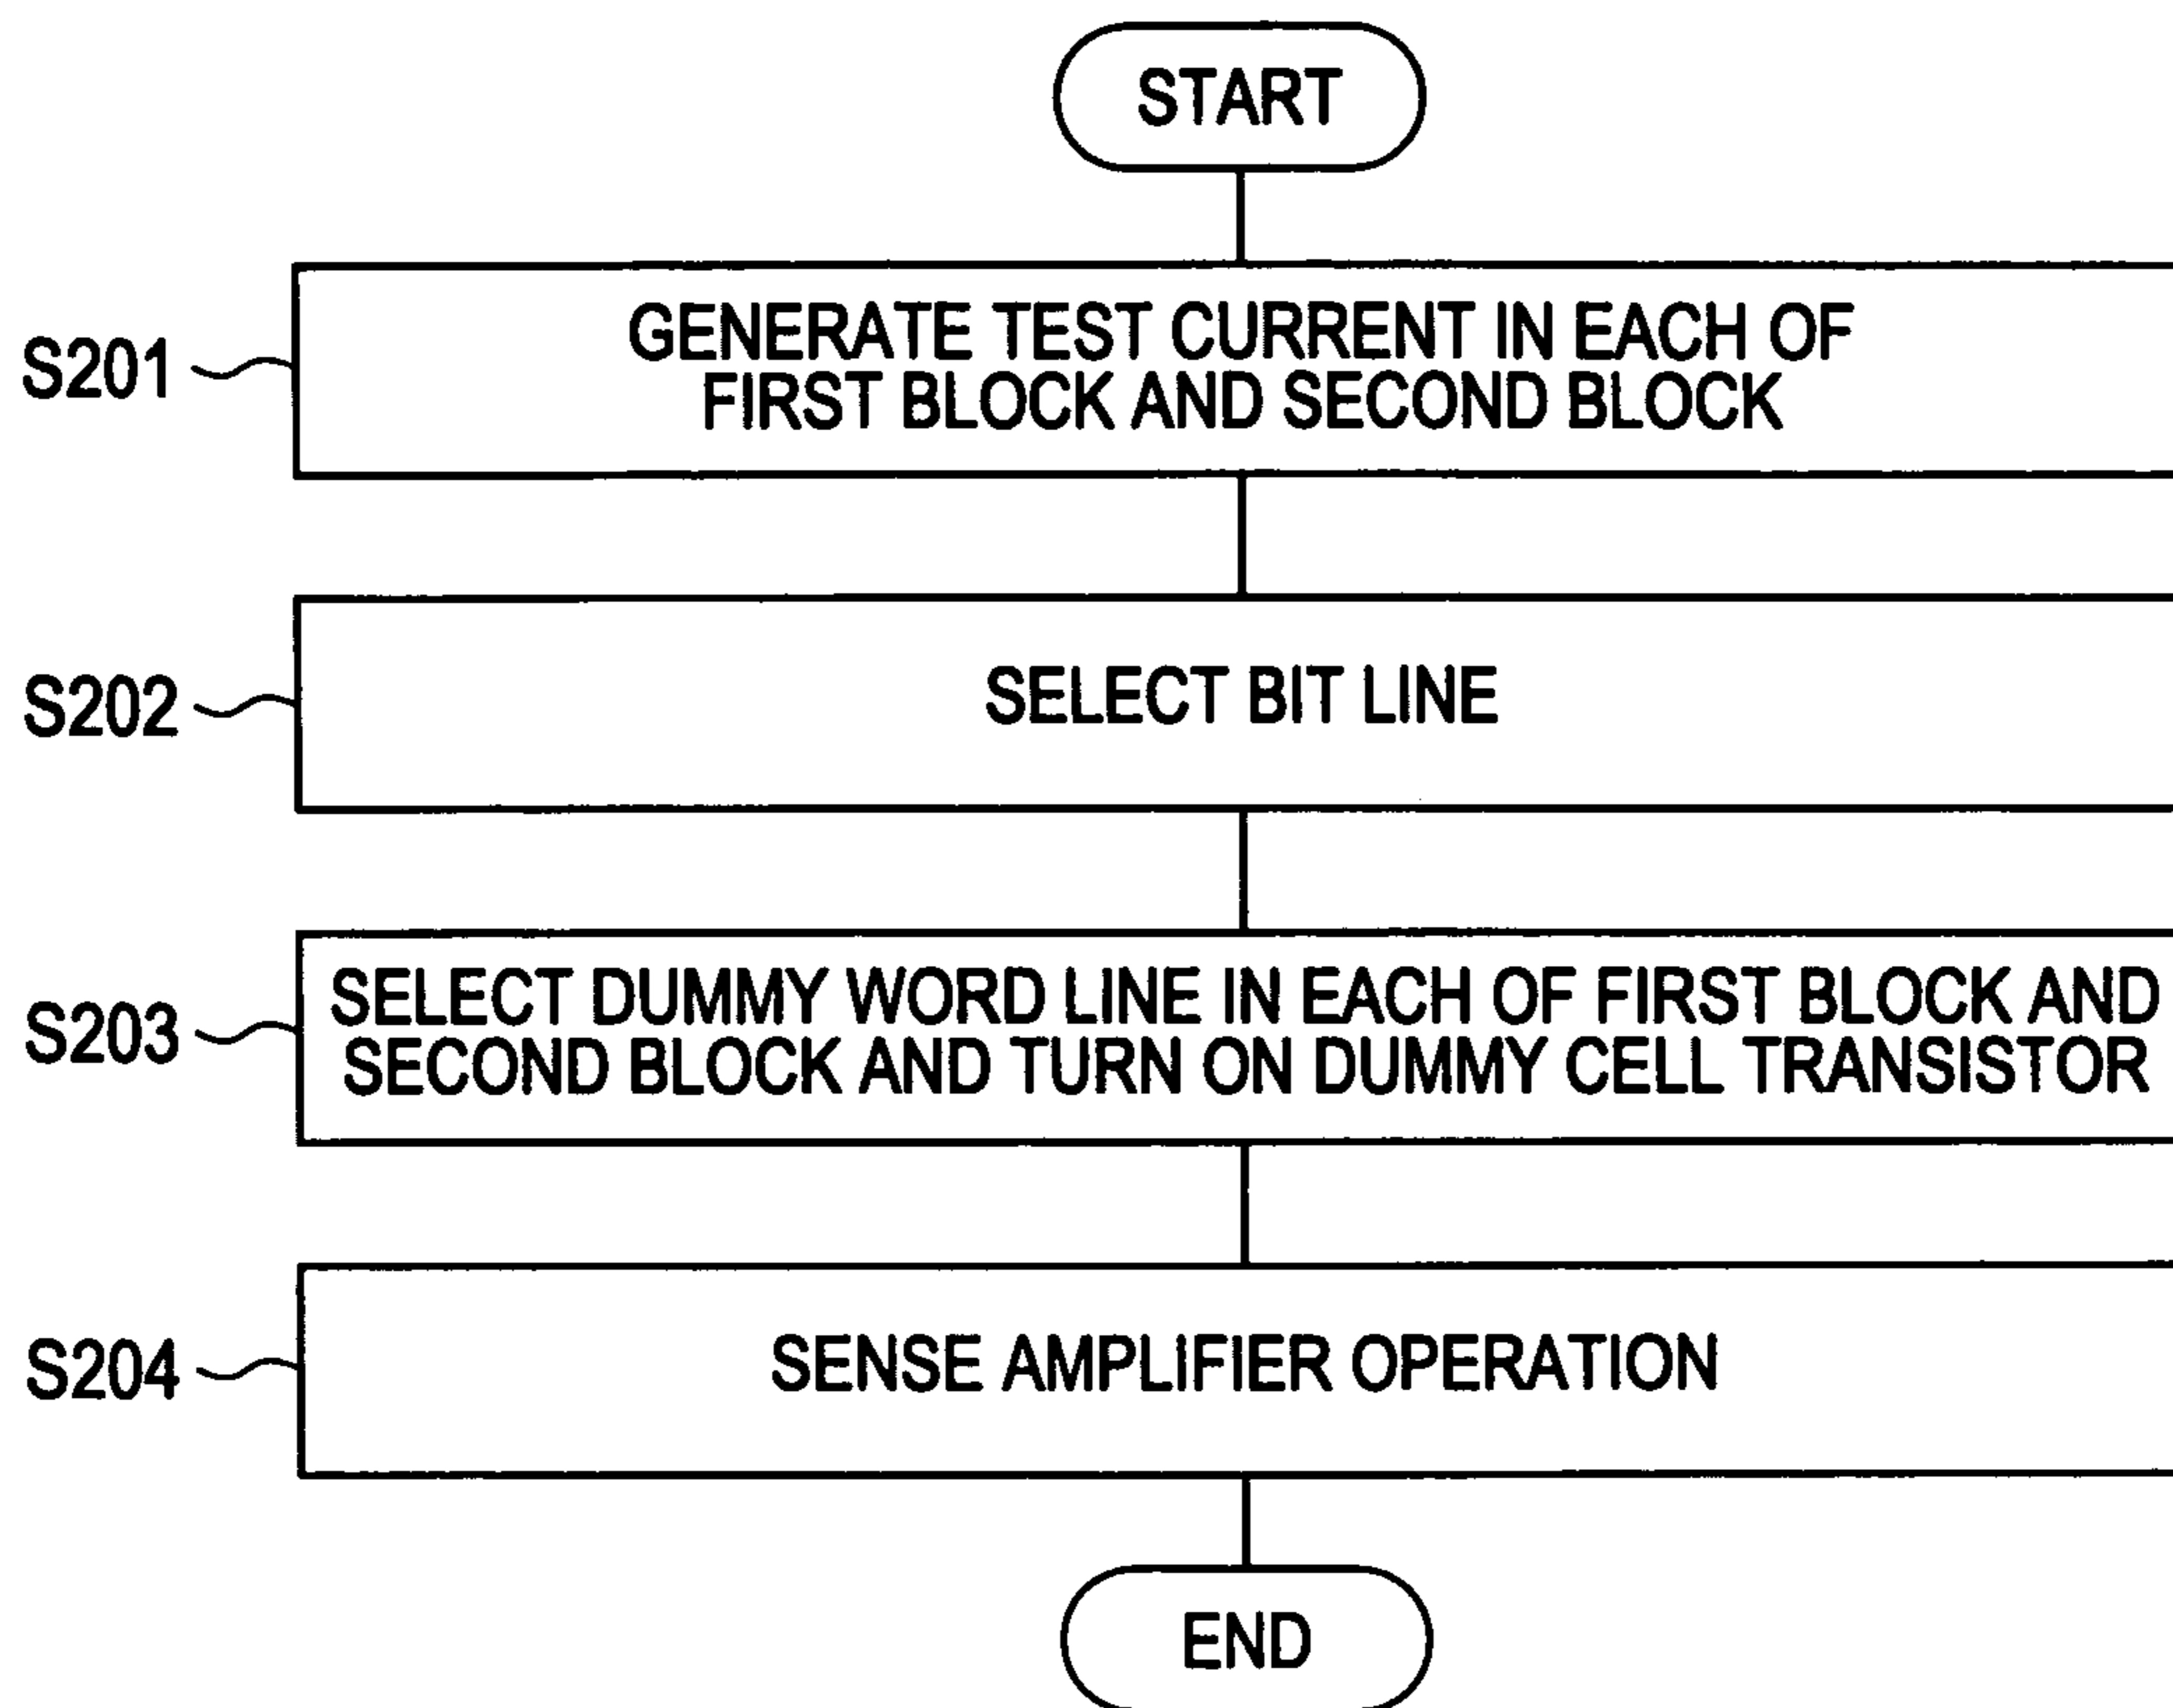 START
S201
GENERATE TEST CURRENT IN EACH OF
FIRST BLOCK AND SECOND BLOCK
S202
SELECT BIT LINE
S203
SELECT DUMMY WORD LINE IN EACH OF FIRST BLOCK AND
SECOND BLOCK AND TURN ON DUMMY CELL TRANSISTOR
S204
SENSE AMPLIFIER OPERATION
END